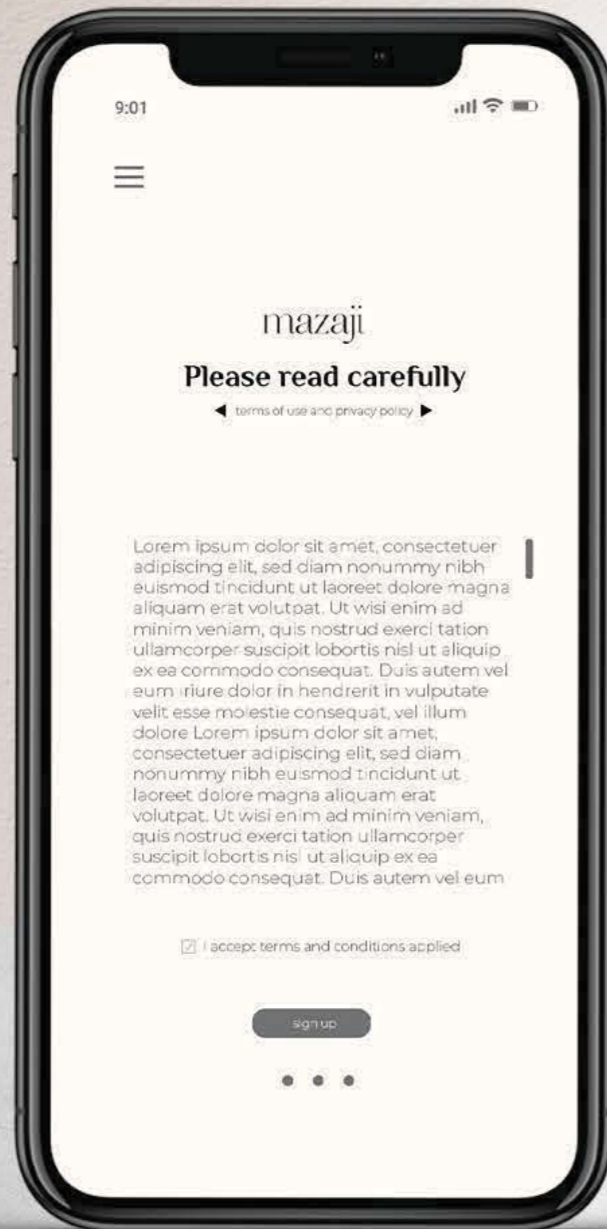 9:01
mazaji
Please read carefully
terms of use and privacy policy
Lorem ipsum dolor sit amet, consectetuer
adipiscing elit, sed diam nonummy nibh
euismod tincidunt ut laoreet dolore magna
aliquam erat volutpat. Ut wisi enim ad
minim veniam, quis nostrud exerci tation
ullamcorper suscipit lobortis nisl ut aliquip
ex ea commodo consequat. Duis autem vel
eum iriure dolor in hendrerit in vulputate
velit esse molestie consequat, vel illum
dolore Lorem ipsum dolor sit amet,
consectetuer adipiscing elit, sed diam
nonummy nibh euismod tincidunt ut
laoreet dolore magna aliquam erat
volutpat. Ut wisi enim ad minim veniam,
quis nostrud exerci tation ullamcorper
suscipit lobortis nisl ut aliquip ex ea
commodo consequat. Duis autem vel eum
I accept terms and conditions applied
sign up